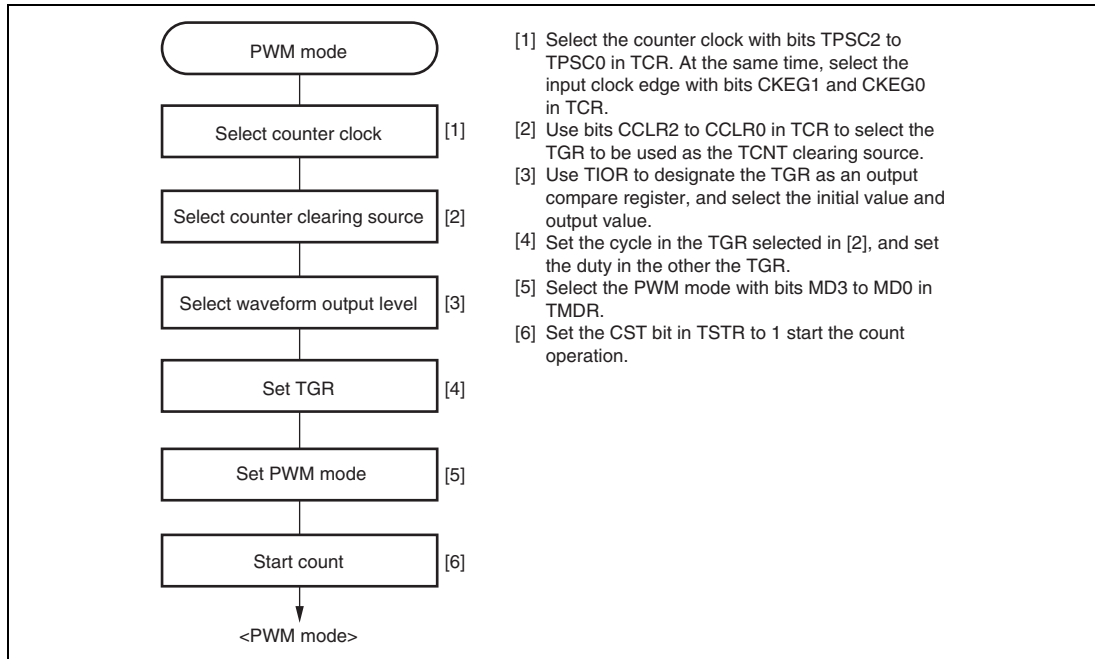 PWM mode
Select counter clock [1]
Select counter clearing source [2]
Select waveform output level [3]
Set TGR [4]
Set PWM mode [5]
Start count [6]
<PWM mode>
[1] Select the counter clock with bits TPSC2 to
TPSC0 in TCR. At the same time, select the
input clock edge with bits CKEG1 and CKEG0
in TCR.
[2] Use bits CCLR2 to CCLR0 in TCR to select the
TGR to be used as the TCNT clearing source.
[3] Use TIOR to designate the TGR as an output
compare register, and select the initial value and
output value.
[4] Set the cycle in the TGR selected in [2], and set
the duty in the other the TGR.
[5] Select the PWM mode with bits MD3 to MD0 in
TMDR.
[6] Set the CST bit in TSTR to 1 start the count
operation.